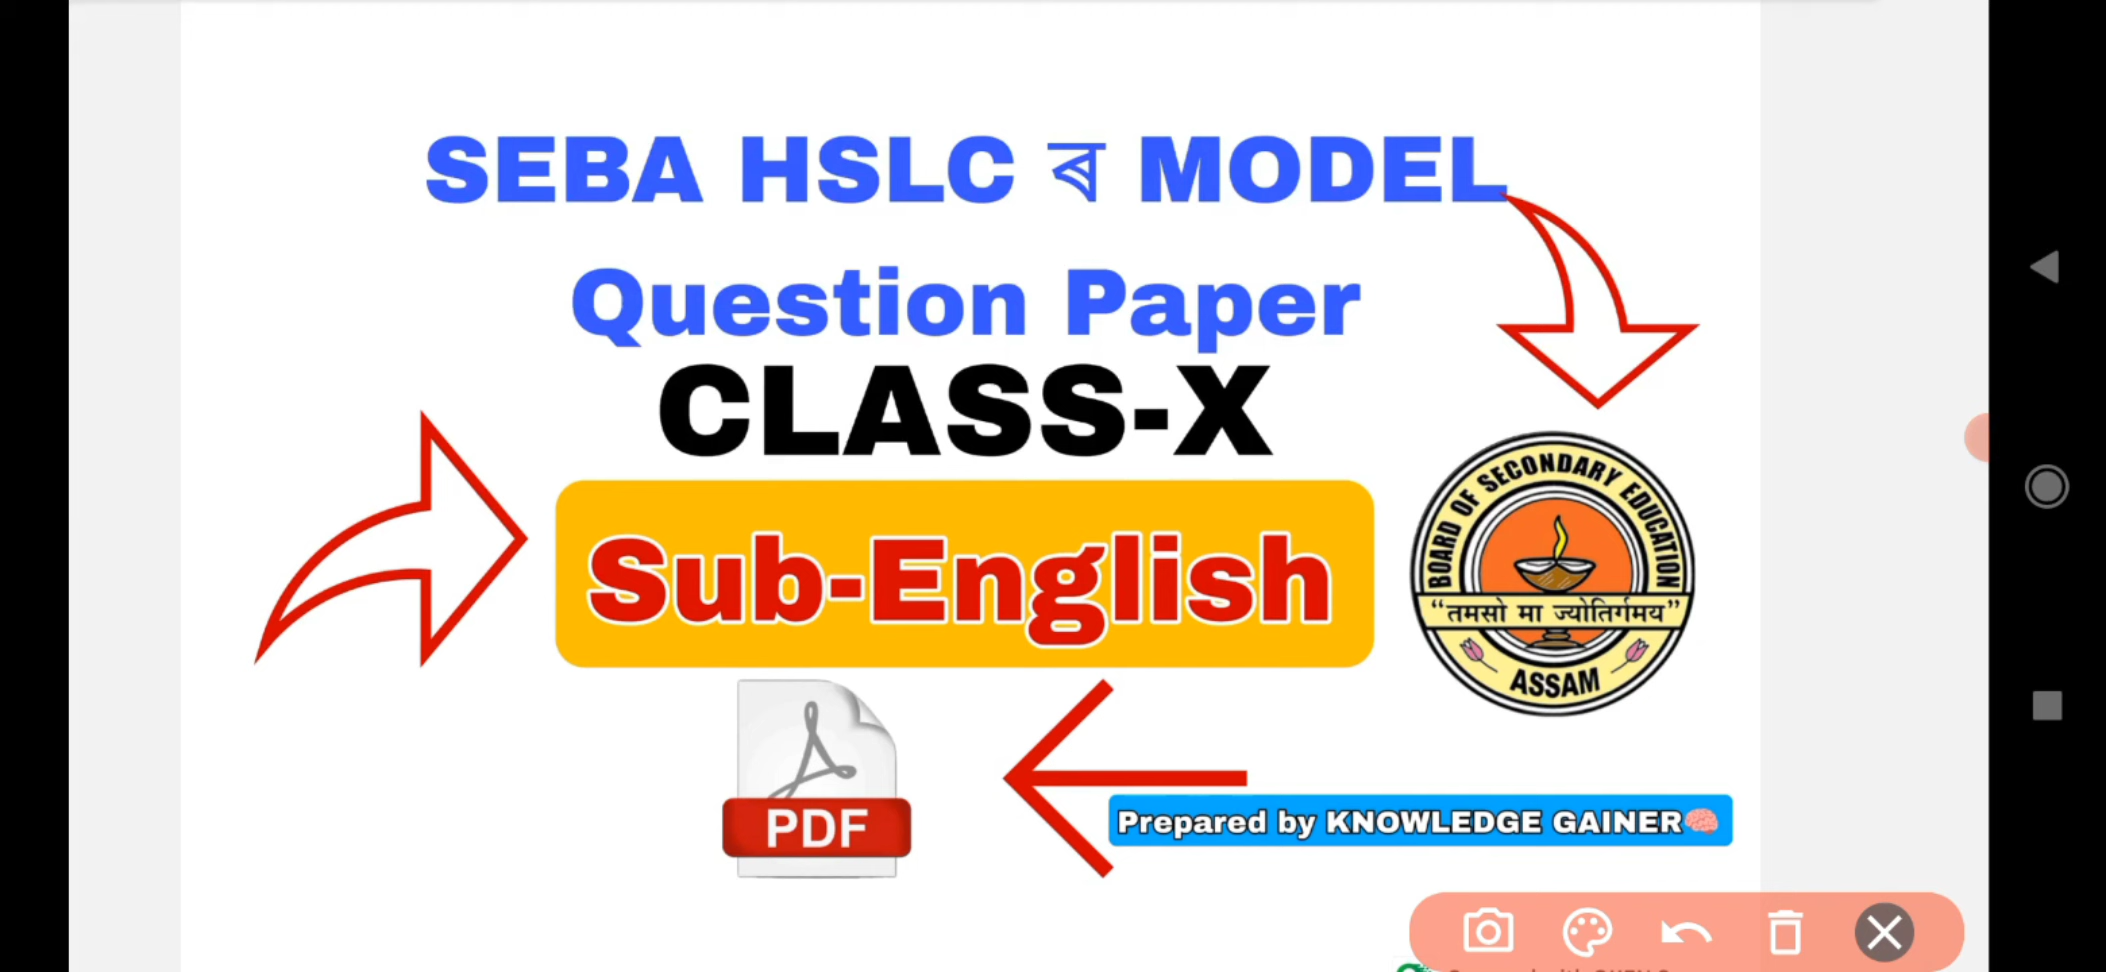 SEBA HSLC ৰ MODEL
Question Paper
CLASS-X
Sub-English
BOARD OF SECONDARY EDUCATION
“तमसो मा ज्योतिर्गमय”
ASSAM
PDF
Prepared by KNOWLEDGE GAINER